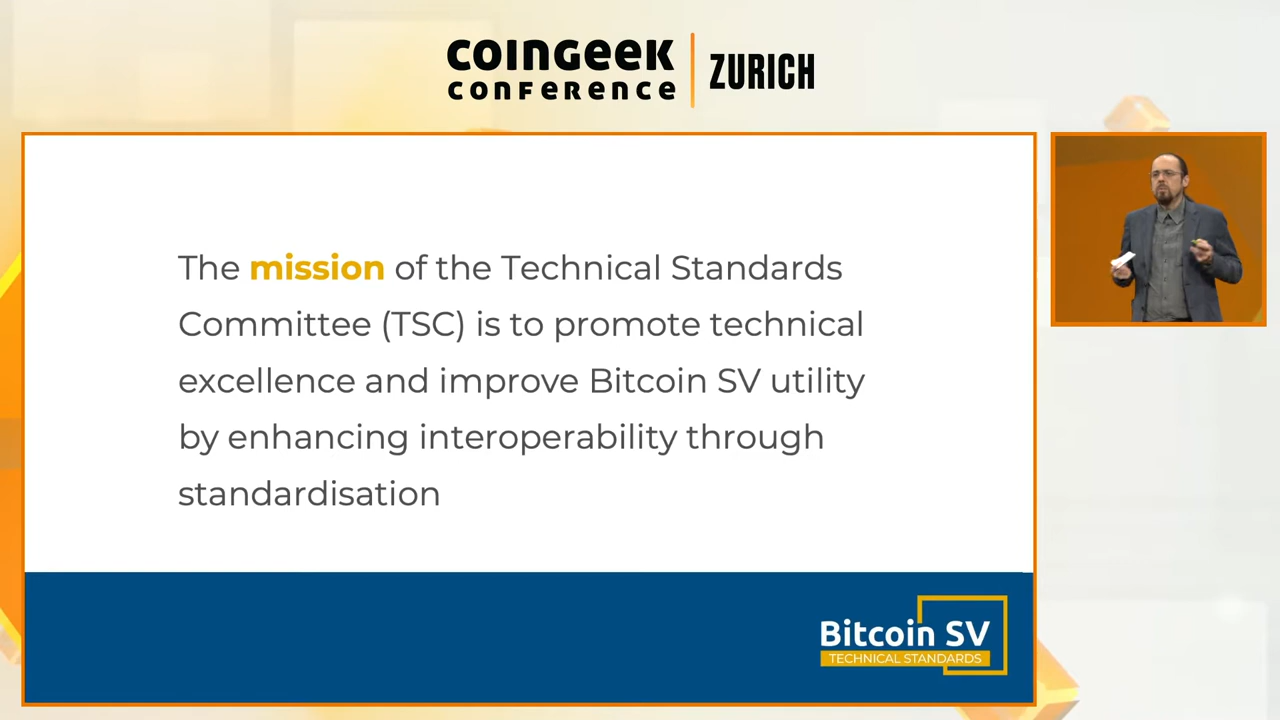 COINGEEK
CONFERENCE
ZURICH
The mission of the Technical Standards
Committee (TSC) is to promote technical
excellence and improve Bitcoin SV utility
by enhancing interoperability through
standardisation
Bitcoin SV
TECHNICAL STANDARDS